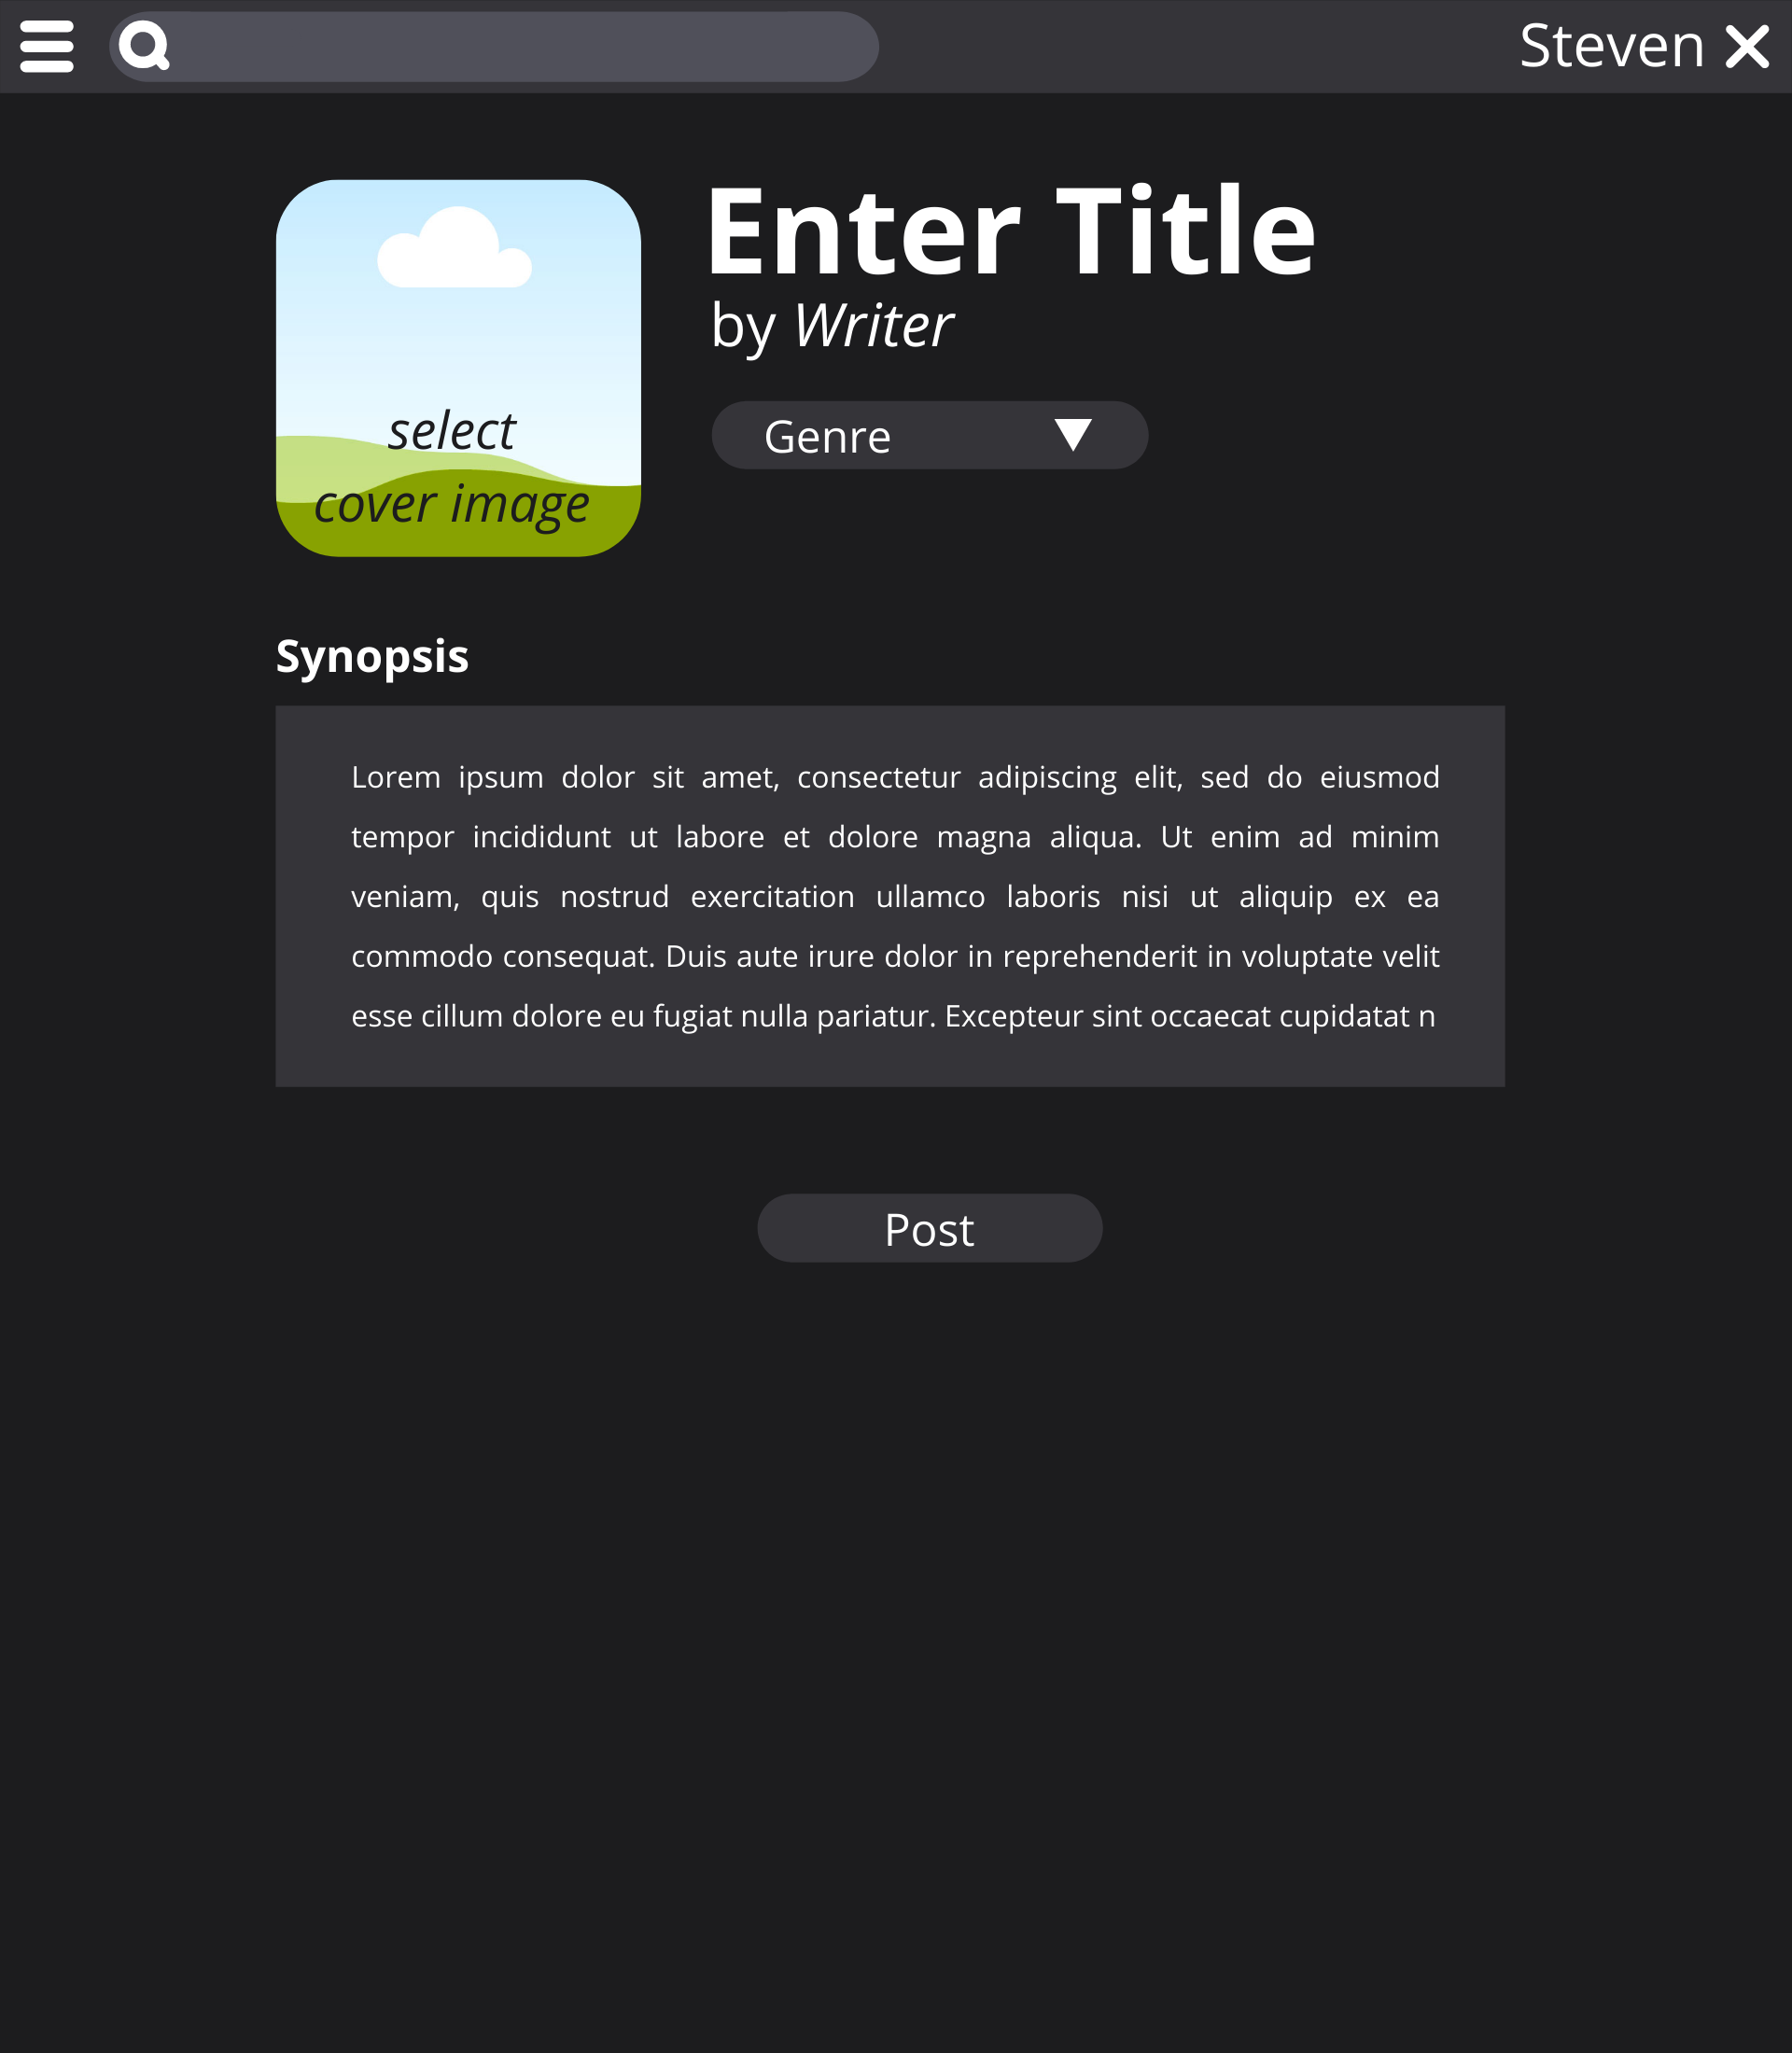 Steven
Enter Title
by Writer
Genre
select
cover image
Synopsis
Lorem ipsum dolor sit amet, consectetur adipiscing elit, sed do eiusmod
tempor incididunt ut labore et dolore magna aliqua. Ut enim ad minim
veniam, quis nostrud exercitation ullamco laboris nisi ut aliquip ex ea
commodo consequat. Duis aute irure dolor in reprehenderit in voluptate velit
esse cillum dolore eu fugiat nulla pariatur. Excepteur sint occaecat cupidatat n
Post